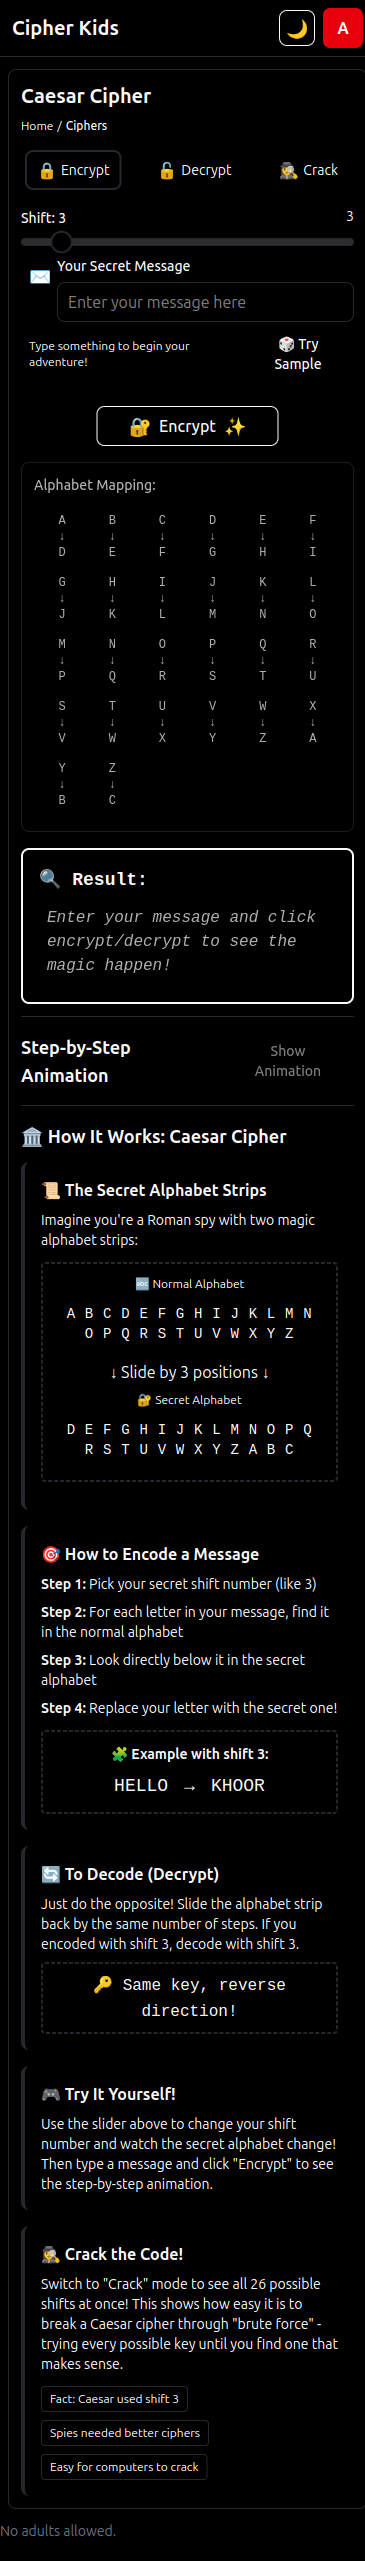 Cipher Kids
A
Caesar Cipher
Home / Ciphers
Encrypt
Decrypt
Crack
Shift: 3
3
Your Secret Message
Enter your message here
Type something to begin your
adventure!
Try
Sample
Encrypt
Alphabet Mapping:
A B C D E F
↓ ↓ ↓ ↓ ↓ ↓
D E F G H I
G H I J K L
↓ ↓ ↓ ↓ ↓ ↓
J K L M N O
M N O P Q R
↓ ↓ ↓ ↓ ↓ ↓
P Q R S T U
S T U V W X
↓ ↓ ↓ ↓ ↓ ↓
V W X Y Z A
Y Z
↓ ↓
B C
Result:
Enter your message and click
encrypt/decrypt to see the
magic happen!
Step-by-Step
Animation
Show
Animation
How It Works: Caesar Cipher
The Secret Alphabet Strips
Imagine you're a Roman spy with two magic
alphabet strips:
Normal Alphabet
A B C D E F G H I J K L M N
O P Q R S T U V W X Y Z
↓ Slide by 3 positions ↓
Secret Alphabet
D E F G H I J K L M N O P Q
R S T U V W X Y Z A B C
How to Encode a Message
Step 1: Pick your secret shift number (like 3)
Step 2: For each letter in your message, find it
in the normal alphabet
Step 3: Look directly below it in the secret
alphabet
Step 4: Replace your letter with the secret one!
Example with shift 3:
HELLO → KHOOR
To Decode (Decrypt)
Just do the opposite! Slide the alphabet strip
back by the same number of steps. If you
encoded with shift 3, decode with shift 3.
Same key, reverse
direction!
Try It Yourself!
Use the slider above to change your shift
number and watch the secret alphabet change!
Then type a message and click "Encrypt" to see
the step-by-step animation.
Crack the Code!
Switch to "Crack" mode to see all 26 possible
shifts at once! This shows how easy it is to
break a Caesar cipher through "brute force" -
trying every possible key until you find one that
makes sense.
Fact: Caesar used shift 3
Spies needed better ciphers
Easy for computers to crack
No adults allowed.